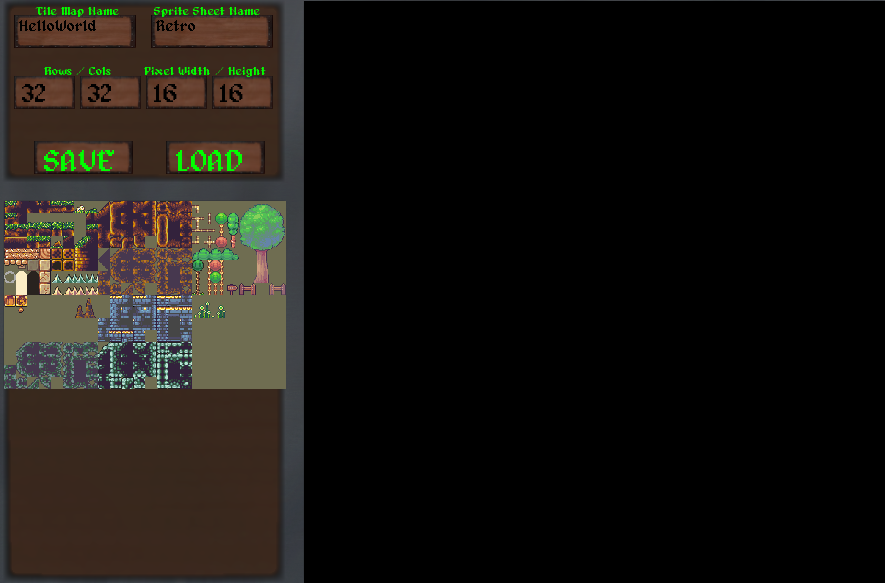 Tile Map Name Sprite Sheet Name
HelloWorld Retro
Rows / Cols Pixel Width / Height
32 32 16 16
SAVE LOAD